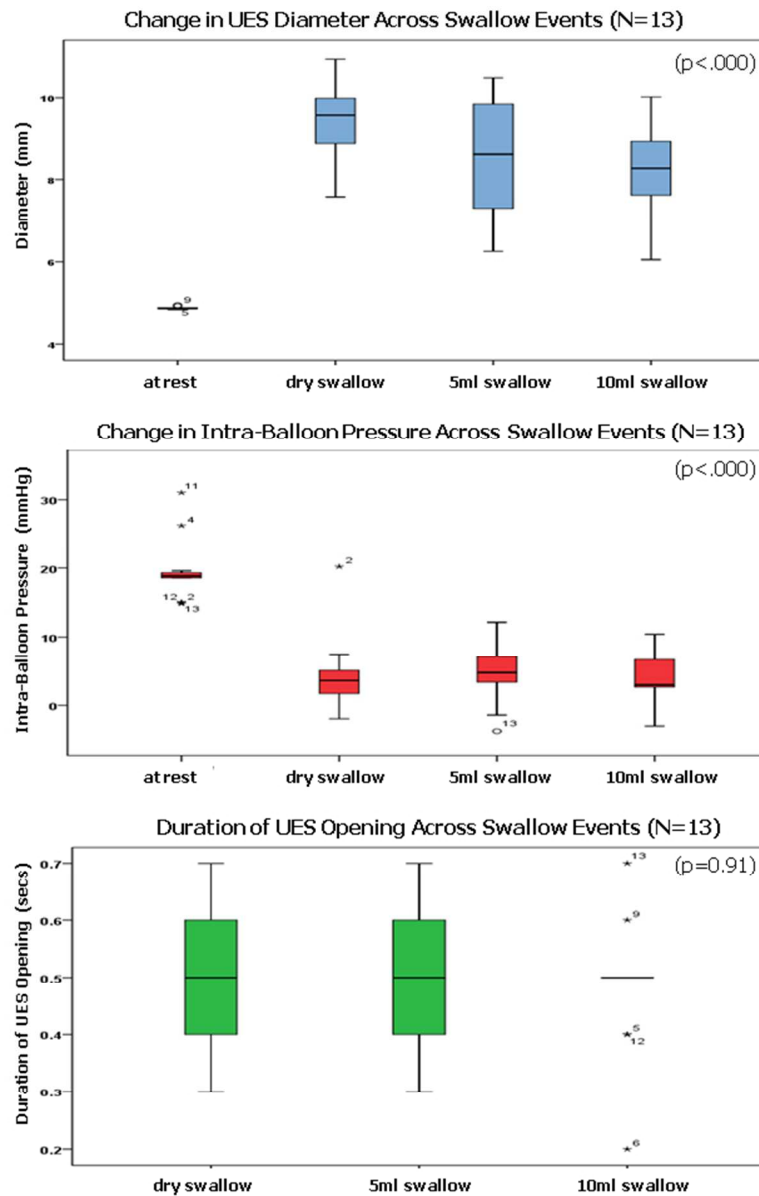 Change in UES Diameter Across Swallow Events (N=13)
(p<.000)
Diameter (mm)
10
8
6
4
9
5
at rest
dry swallow
5ml swallow
10ml swallow
Change in Intra-Balloon Pressure Across Swallow Events (N=13)
(p<.000)
Intra-Balloon Pressure (mmHg)
30
20
10
0
11
4
12 2
13
2
13
at rest
dry swallow
5ml swallow
10ml swallow
Duration of UES Opening Across Swallow Events (N=13)
(p=0.91)
Duration of UES Opening (secs)
0.7
0.6
0.5
0.4
0.3
0.2
13
9
5
12
6
dry swallow
5ml swallow
10ml swallow